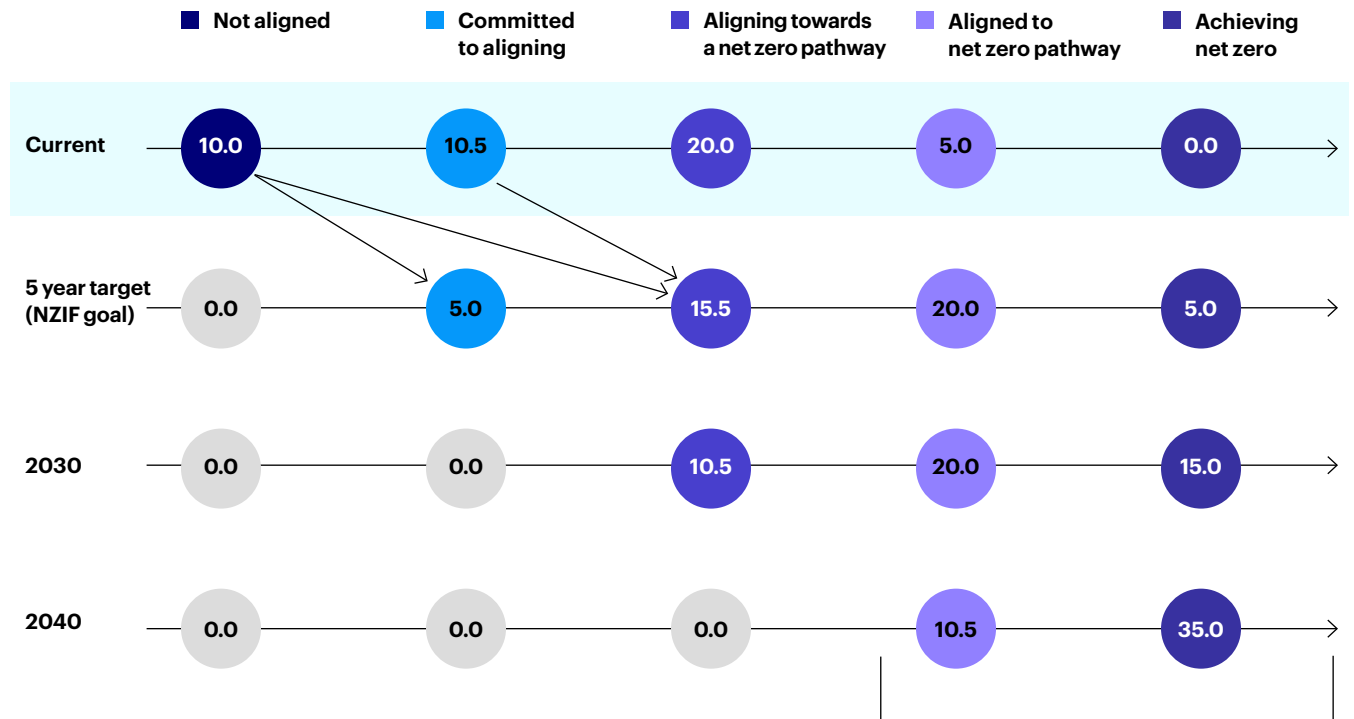 Not aligned
Committed
to aligning
Aligning towards
a net zero pathway
Aligned to
net zero pathway
Achieving
net zero
Current
10.0
10.5
20.0
5.0
0.0
5 year target
(NZIF goal)
0.0
5.0
15.5
20.0
5.0
2030
0.0
0.0
10.5
20.0
15.0
2040
0.0
0.0
0.0
10.5
35.0